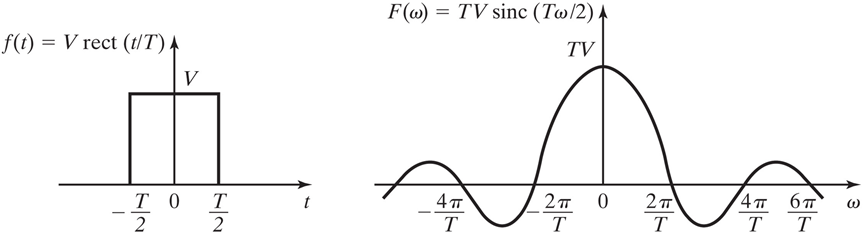 f(t) = V rect (t/T)
V
-T/2 0 T/2 t
F(ω) = TV sinc (Tω/2)
TV
-4π/T -2π/T 0 2π/T 4π/T 6π/T ω